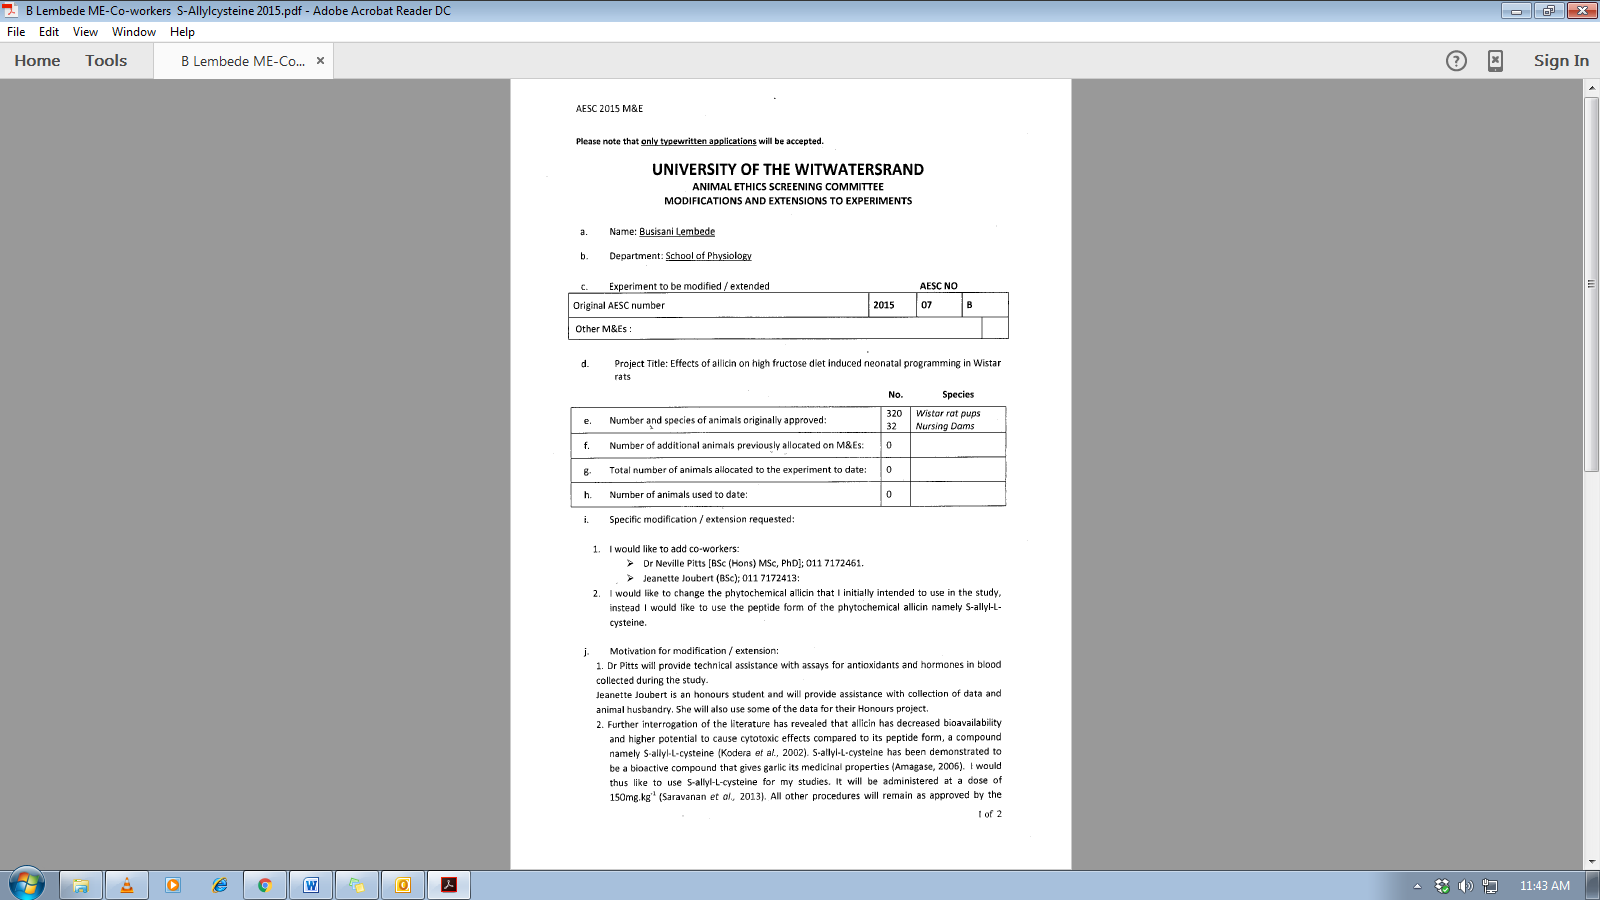 B Lembede ME-Co-workers S-Allylcysteine 2015.pdf - Adobe Acrobat Reader DC
File Edit View Window Help
Home Tools B Lembede ME-Co... × Sign In
AESC 2015 M&E
Please note that only typewritten applications will be accepted.
UNIVERSITY OF THE WITWATERSRAND
ANIMAL ETHICS SCREENING COMMITTEE
MODIFICATIONS AND EXTENSIONS TO EXPERIMENTS
a. Name: Busisani Lembede
b. Department: School of Physiology
c. Experiment to be modified / extended AESC NO
Original AESC number 2015 07 B
Other M&Es :
d. Project Title: Effects of allicin on high fructose diet induced neonatal programming in Wistar
rats
No. Species
e. Number and species of animals originally approved: 320 Wistar rat pups
32 Nursing Dams
f. Number of additional animals previously allocated on M&Es: 0
g. Total number of animals allocated to the experiment to date: 0
h. Number of animals used to date: 0
i. Specific modification / extension requested:
1. I would like to add co-workers:
➢ Dr Neville Pitts [BSc (Hons) MSc, PhD]; 011 7172461.
➢ Jeanette Joubert (BSc); 011 7172413:
2. I would like to change the phytochemical allicin that I initially intended to use in the study,
instead I would like to use the peptide form of the phytochemical allicin namely S-allyl-L-
cysteine.
j. Motivation for modification / extension:
1. Dr Pitts will provide technical assistance with assays for antioxidants and hormones in blood
collected during the study.
Jeanette Joubert is an honours student and will provide assistance with collection of data and
animal husbandry. She will also use some of the data for their Honours project.
2. Further interrogation of the literature has revealed that allicin has decreased bioavailability
and higher potential to cause cytotoxic effects compared to its peptide form, a compound
namely S-allyl-L-cysteine (Kodera et al., 2002). S-allyl-L-cysteine has been demonstrated to
be a bioactive compound that gives garlic its medicinal properties (Amagase, 2006). I would
thus like to use S-allyl-L-cysteine for my studies. It will be administered at a dose of
150mg.kg⁻¹ (Saravanan et al., 2013). All other procedures will remain as approved by the
1 of 2
11:43 AM